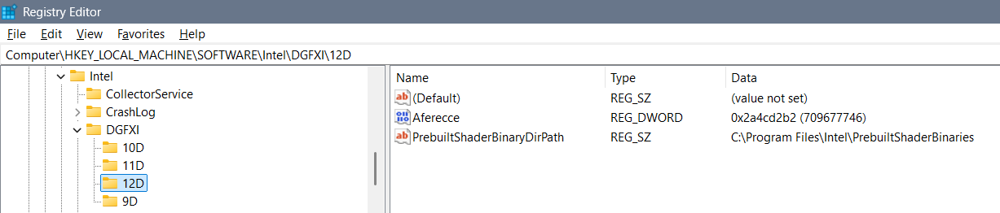 Registry Editor
File Edit View Favorites Help
Computer\HKEY_LOCAL_MACHINE\SOFTWARE\Intel\DGFXI\12D
Intel
CollectorService
CrashLog
DGFXI
10D
11D
12D
9D
Name Type Data
(Default) REG_SZ (value not set)
Aferecce REG_DWORD 0x2a4cd2b2 (709677746)
PrebuiltShaderBinaryDirPath REG_SZ C:\Program Files\Intel\PrebuiltShaderBinaries